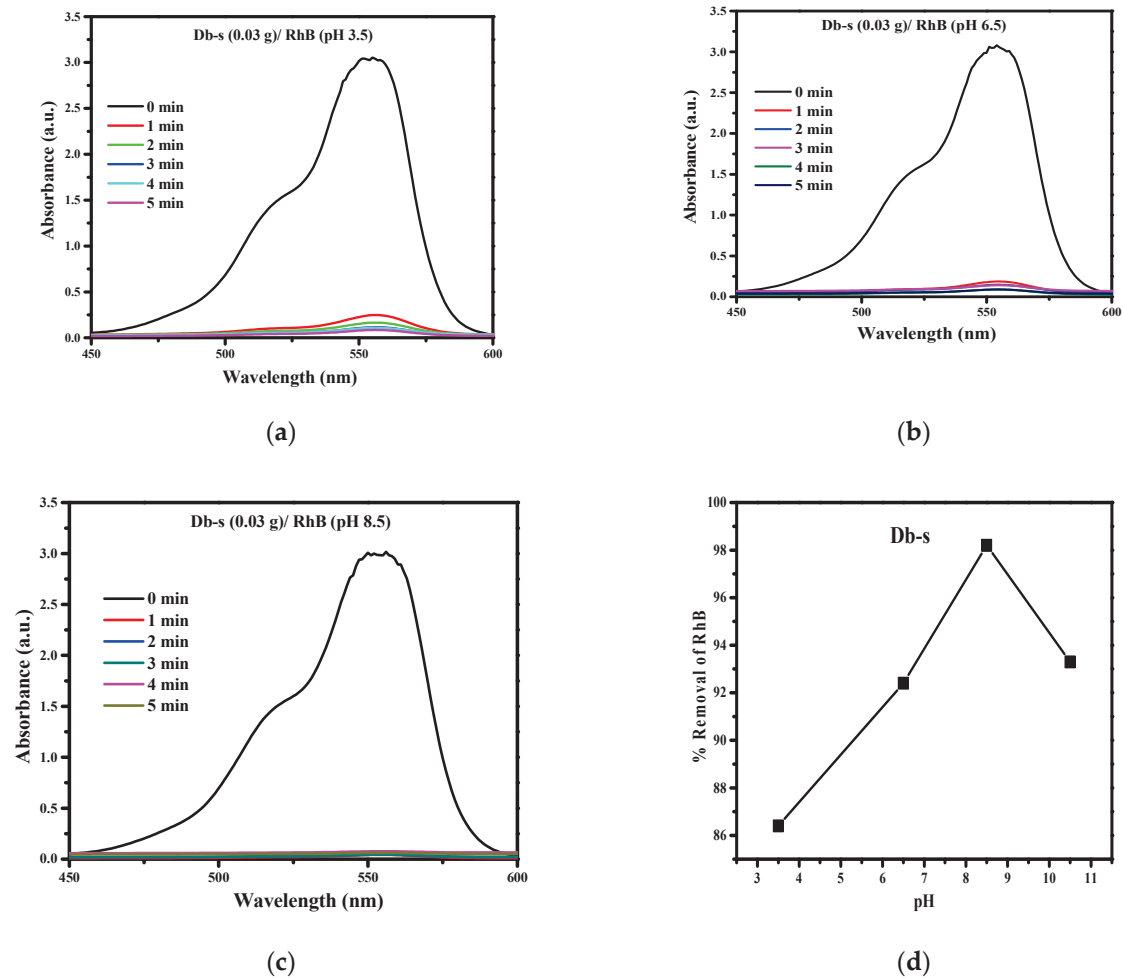 Db-s (0.03 g)/ RhB (pH 3.5)
Absorbance (a.u.)
3.5
3.0
2.5
2.0
1.5
1.0
0.5
0.0
0 min
1 min
2 min
3 min
4 min
5 min
450
500
550
600
Wavelength (nm)
(a)
Db-s (0.03 g)/ RhB (pH 6.5)
Absorbance (a.u.)
3.5
3.0
2.5
2.0
1.5
1.0
0.5
0.0
0 min
1 min
2 min
3 min
4 min
5 min
450
500
550
600
Wavelength (nm)
(b)
Db-s (0.03 g)/ RhB (pH 8.5)
Absorbance (a.u.)
3.5
3.0
2.5
2.0
1.5
1.0
0.5
0.0
0 min
1 min
2 min
3 min
4 min
5 min
450
500
550
600
Wavelength (nm)
(c)
Db-s
% Removal of RhB
100
98
96
94
92
90
88
86
3 4 5 6 7 8 9 10 11
pH
(d)